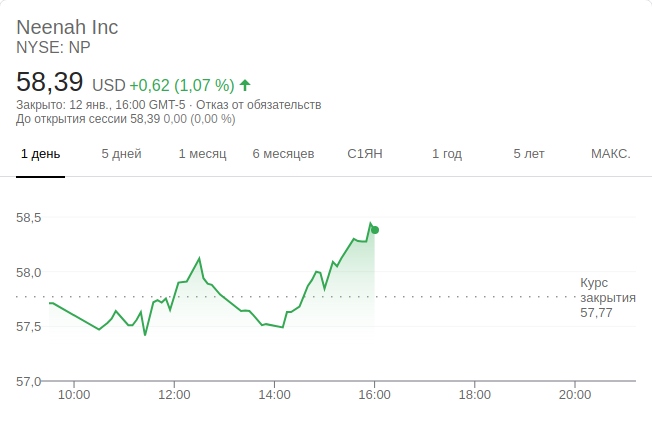 Neenah Inc
NYSE: NP
58,39 USD +0,62 (1,07 %)
Закрыто: 12 янв., 16:00 GMT-5 · Отказ от обязательств
До открытия сессии 58,39 0,00 (0,00 %)
1 день 5 дней 1 месяц 6 месяцев С1ЯН 1 год 5 лет МАКС.
58,5
58,0
Курс
закрытия
57,77
57,5
57,0
10:00 12:00 14:00 16:00 18:00 20:00